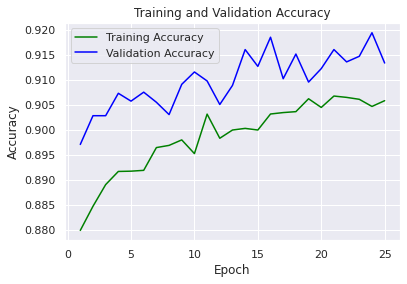 Training and Validation Accuracy
Training Accuracy
Validation Accuracy
Accuracy
0.920
0.915
0.910
0.905
0.900
0.895
0.890
0.885
0.880
0 5 10 15 20 25
Epoch